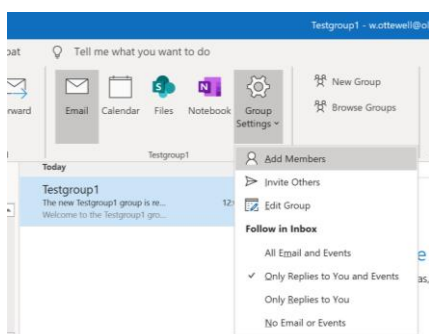 Testgroup1 - w.ottewell@ol
oat
Tell me what you want to do
rward
Email
Calendar
Files
Notebook
Group
Settings
New Group
Browse Groups
Testgroup1
Today
Testgroup1
The new Testgroup1 group is re...
12:
Welcome to the Testgroup1 gro...
Add Members
Invite Others
Edit Group
Follow in Inbox
All Email and Events
✓ Only Replies to You and Events
Only Replies to You
No Email or Events
e
as,